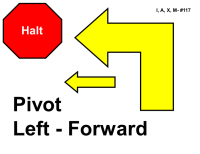 I, A, X, M- #117
Halt
Pivot
Left - Forward